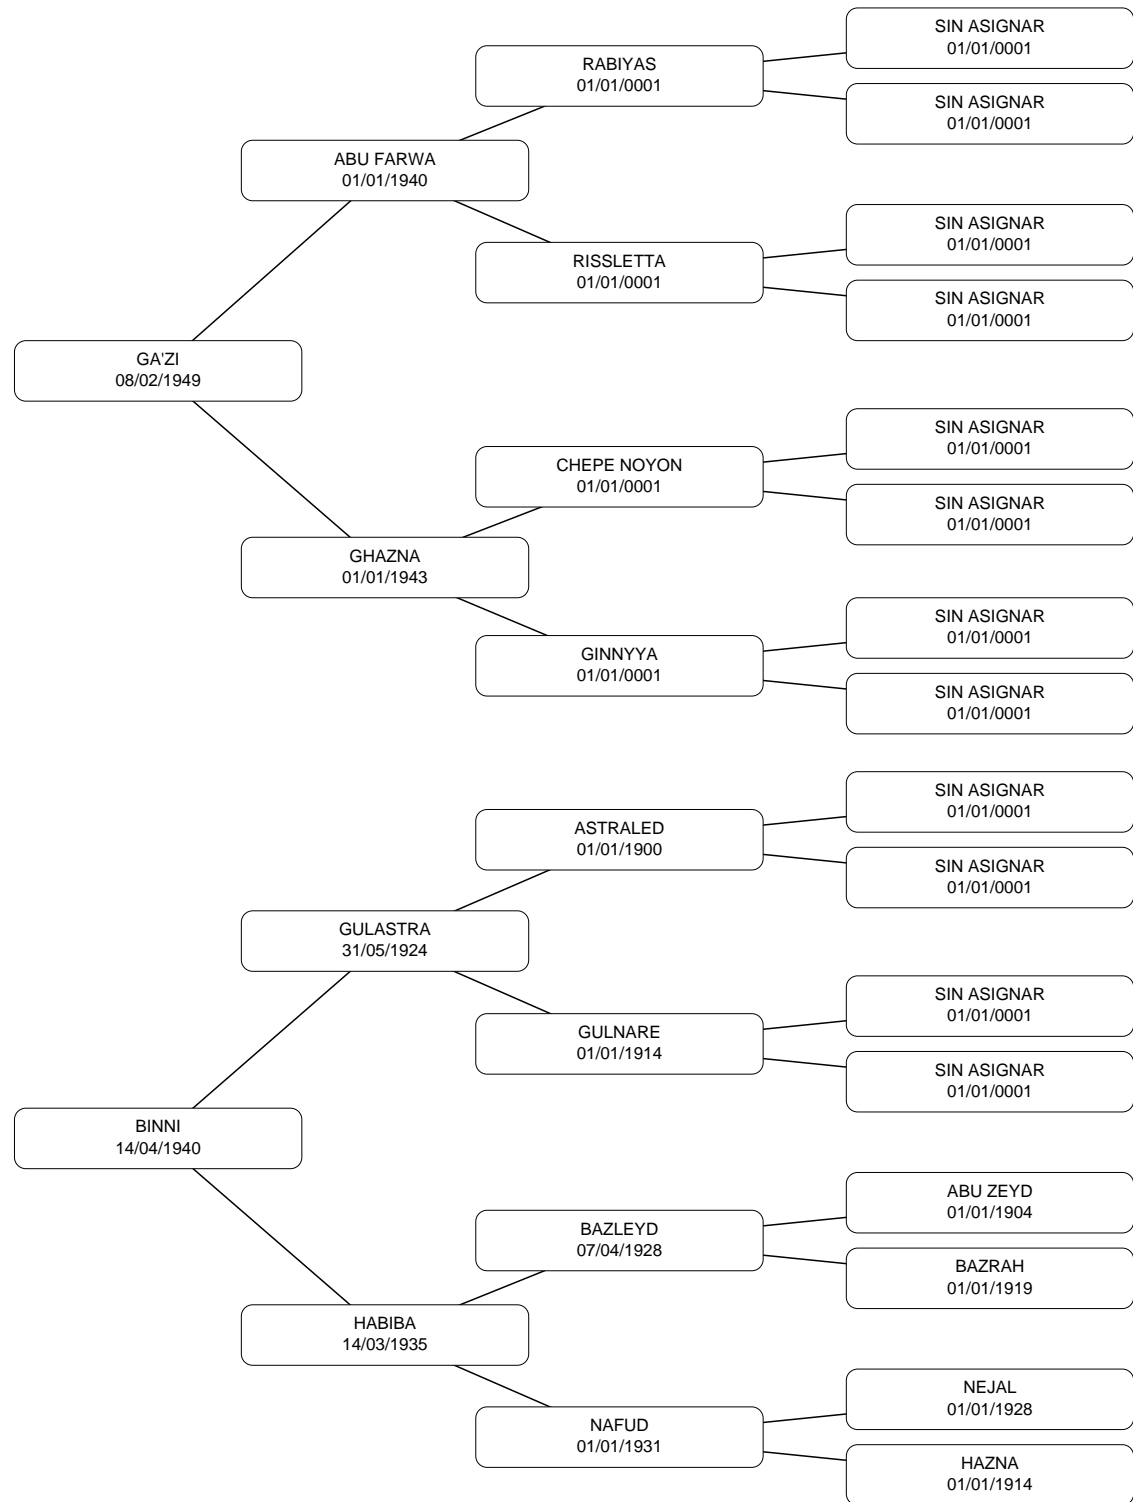 SIN ASIGNAR
01/01/0001
RABIYAS
01/01/0001
SIN ASIGNAR
01/01/0001
ABU FARWA
01/01/1940
SIN ASIGNAR
01/01/0001
RISSLETTA
01/01/0001
SIN ASIGNAR
01/01/0001
GA'ZI
08/02/1949
SIN ASIGNAR
01/01/0001
CHEPE NOYON
01/01/0001
SIN ASIGNAR
01/01/0001
GHAZNA
01/01/1943
SIN ASIGNAR
01/01/0001
GINNYYA
01/01/0001
SIN ASIGNAR
01/01/0001
SIN ASIGNAR
01/01/0001
ASTRALED
01/01/1900
SIN ASIGNAR
01/01/0001
GULASTRA
31/05/1924
SIN ASIGNAR
01/01/0001
GULNARE
01/01/1914
SIN ASIGNAR
01/01/0001
BINNI
14/04/1940
ABU ZEYD
01/01/1904
BAZLEYD
07/04/1928
BAZRAH
01/01/1919
HABIBA
14/03/1935
NEJAL
01/01/1928
NAFUD
01/01/1931
HAZNA
01/01/1914